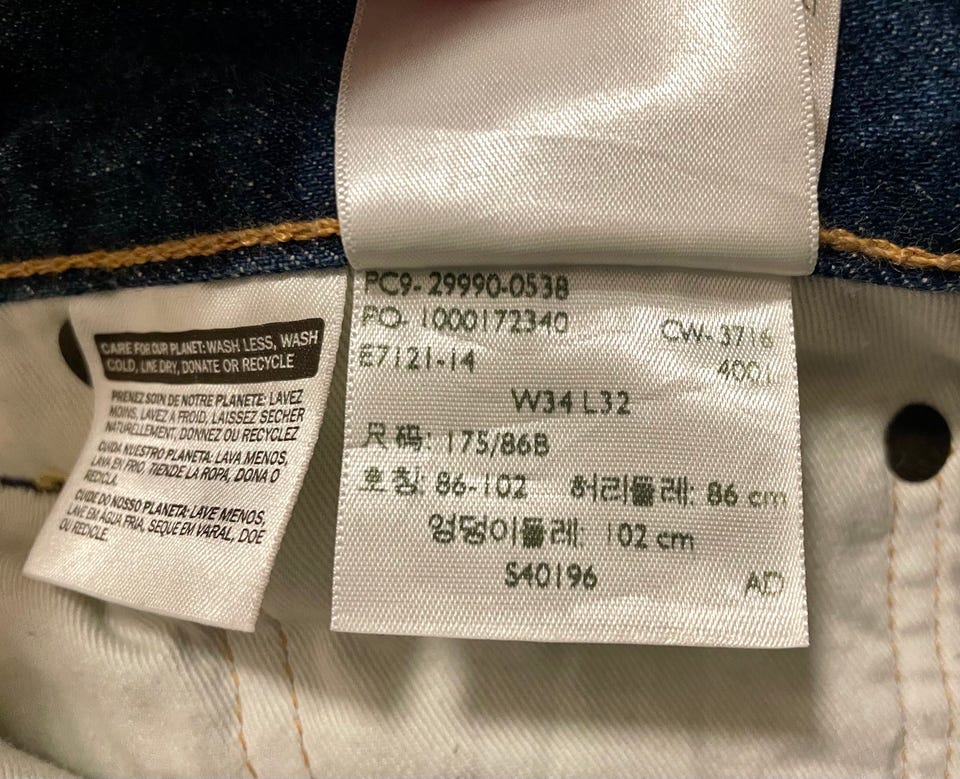 CARE FOR OUR PLANET: WASH LESS, WASH
COLD, LINE DRY, DONATE OR RECYCLE
PRENEZ SOIN DE NOTRE PLANETE: LAVEZ
MOINS, LAVEZ A FROID, LAISSEZ SECHER
NATURELLEMENT, DONNEZ OU RECYCLEZ
CUIDA NUESTRO PLANETA: LAVA MENOS,
LAVA EN FRIO, TIENDE LA ROPA, DONA O
RECICLA.
CUIDE DO NOSSO PLANETA: LAVE MENOS,
LAVE EM AGUA FRIA, SEQUE EM VARAL, DOE
OU RECICLE.
PC9-29990-0538
PO- 1000172340 CW-3716
E7121-14 4001
W34 L32
尺码: 175/86B
호칭: 86-102 허리둘레: 86 cm
엉덩이둘레: 102 cm
S40196 AD